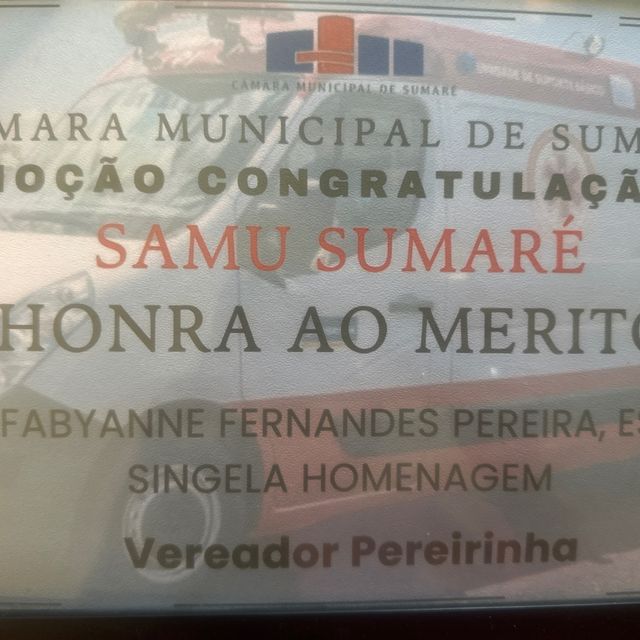 CÂMARA MUNICIPAL DE SUMARÉ
MARA MUNICIPAL DE SUM
OÇÃO CONGRATULAÇÃ
SAMU SUMARÉ
HONRA AO MERITO
FABYANNE FERNANDES PEREIRA, ES
SINGELA HOMENAGEM
Vereador Pereirinha